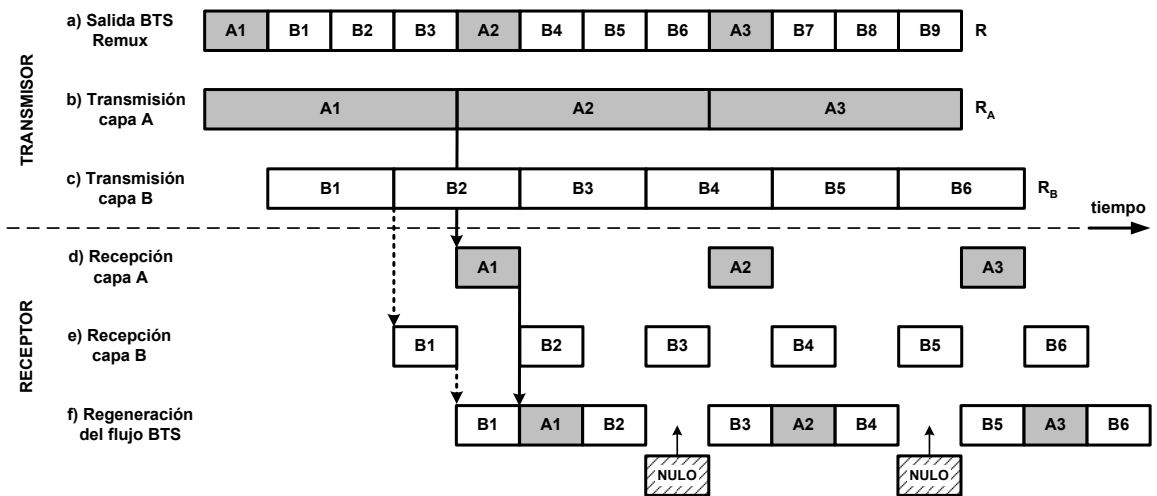 a) Salida BTS
Remux
A1 B1 B2 B3 A2 B4 B5 B6 A3 B7 B8 B9 R
TRANSMISOR
b) Transmisión
capa A
A1 A2 A3 R_A
c) Transmisión
capa B
B1 B2 B3 B4 B5 B6 R_B
tiempo
RECEPTOR
d) Recepción
capa A
A1 A2 A3
e) Recepción
capa B
B1 B2 B3 B4 B5 B6
f) Regeneración
del flujo BTS
B1 A1 B2 B3 A2 B4 B5 A3 B6
NULO NULO